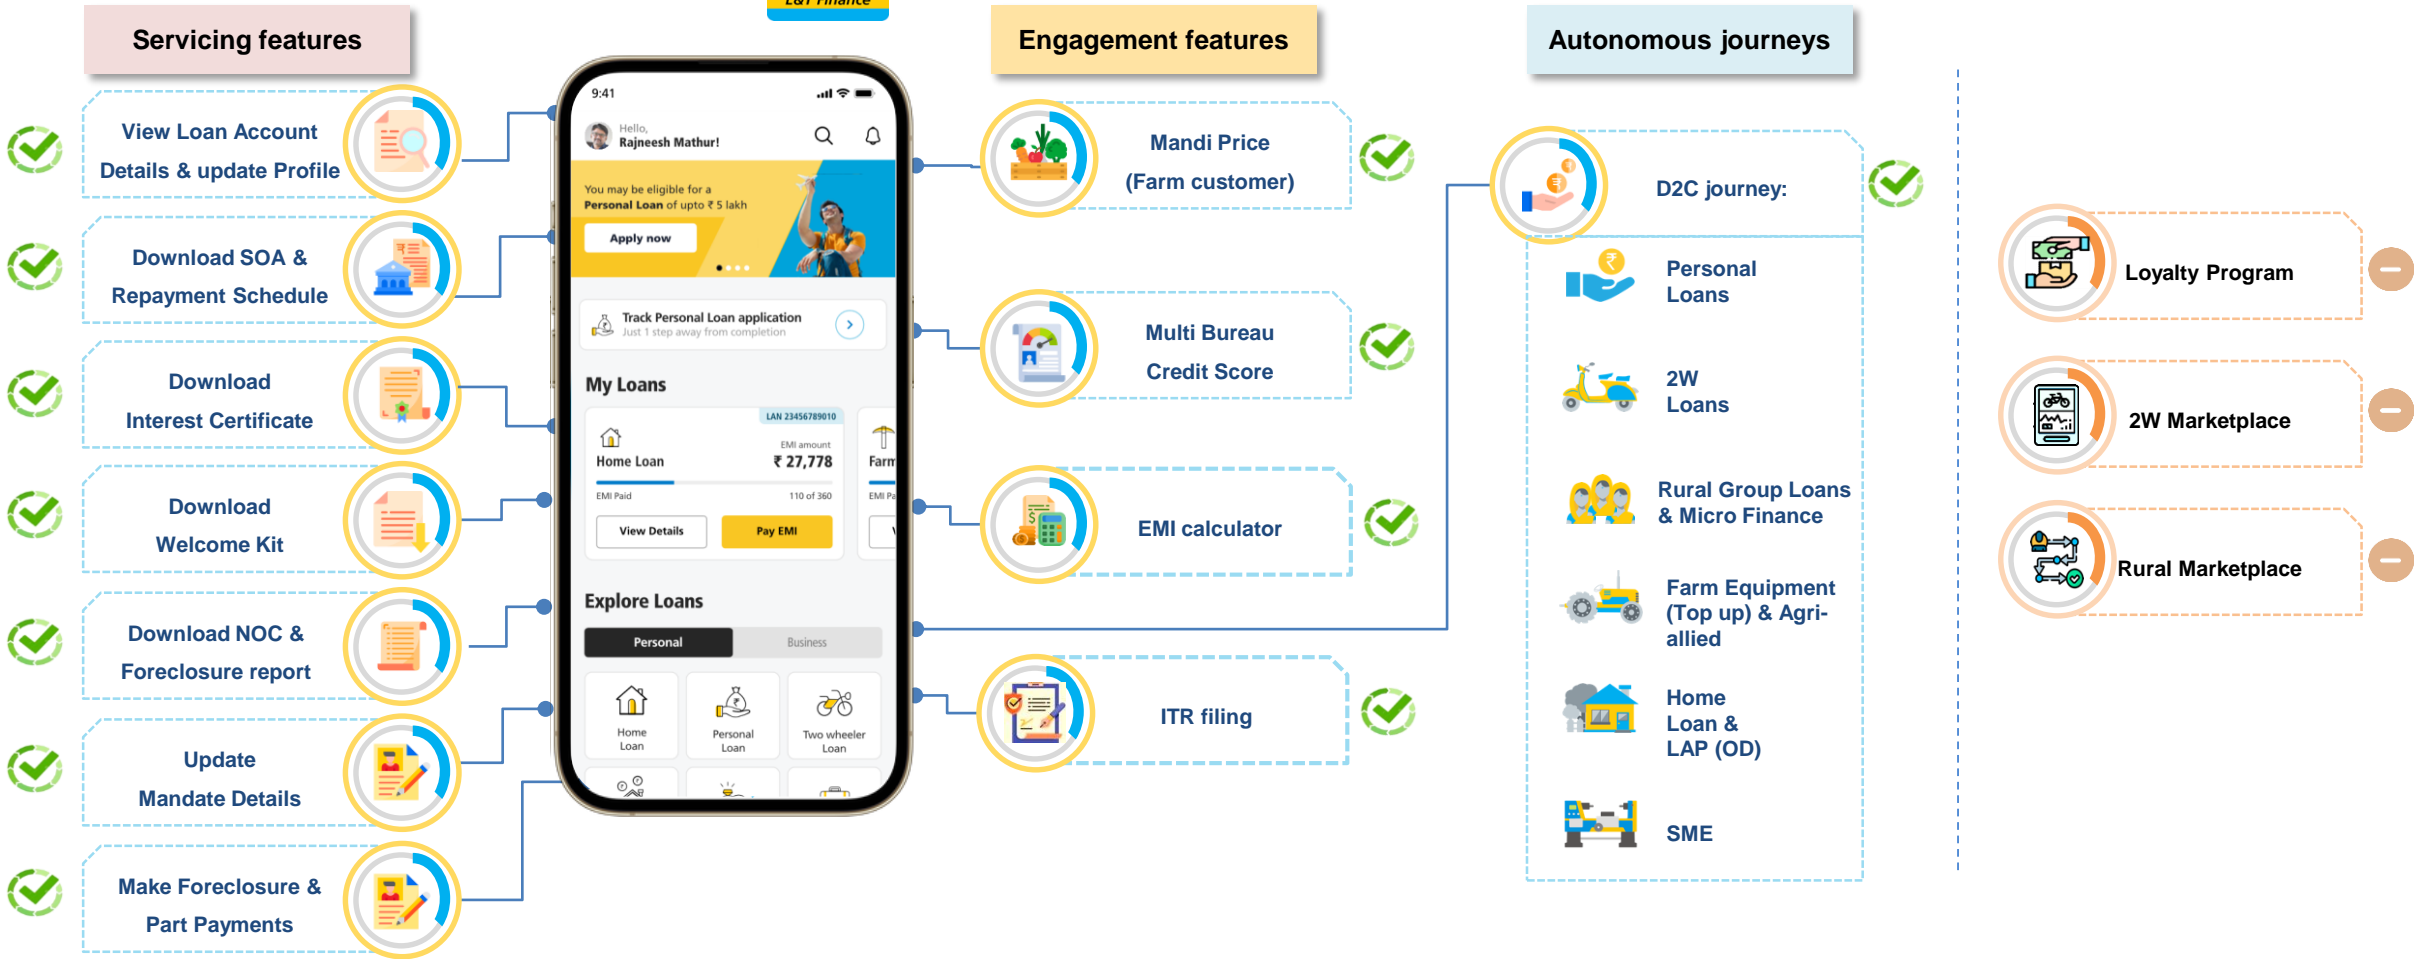 L&T Finance
Servicing features
View Loan Account
Details & update Profile
Download SOA &
Repayment Schedule
Download
Interest Certificate
Download
Welcome Kit
Download NOC &
Foreclosure report
Update
Mandate Details
Make Foreclosure &
Part Payments
9:41
Hello,
Rajneesh Mathur!
You may be eligible for a
Personal Loan of upto ₹ 5 lakh
Apply now
Track Personal Loan application
Just 1 step away from completion
My Loans
LAN 23456789010
EMI amount
Home Loan
₹ 27,778
Farm
EMI Paid
110 of 360
EMI Pa
View Details
Pay EMI
V
Explore Loans
Personal
Business
Home
Loan
Personal
Loan
Two wheeler
Loan
Engagement features
Mandi Price
(Farm customer)
Multi Bureau
Credit Score
EMI calculator
ITR filing
Autonomous journeys
D2C journey:
Personal
Loans
2W
Loans
Rural Group Loans
& Micro Finance
Farm Equipment
(Top up) & Agri-
allied
Home
Loan &
LAP (OD)
SME
Loyalty Program
2W Marketplace
Rural Marketplace